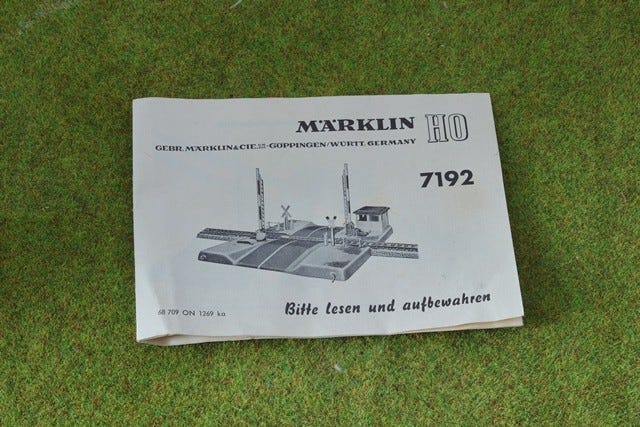 MÄRKLIN HO
GEBR. MÄRKLIN & CIE. GÖPPINGEN/WÜRTT. GERMANY
7192
68 709 ON 1269 ka
Bitte lesen und aufbewahren